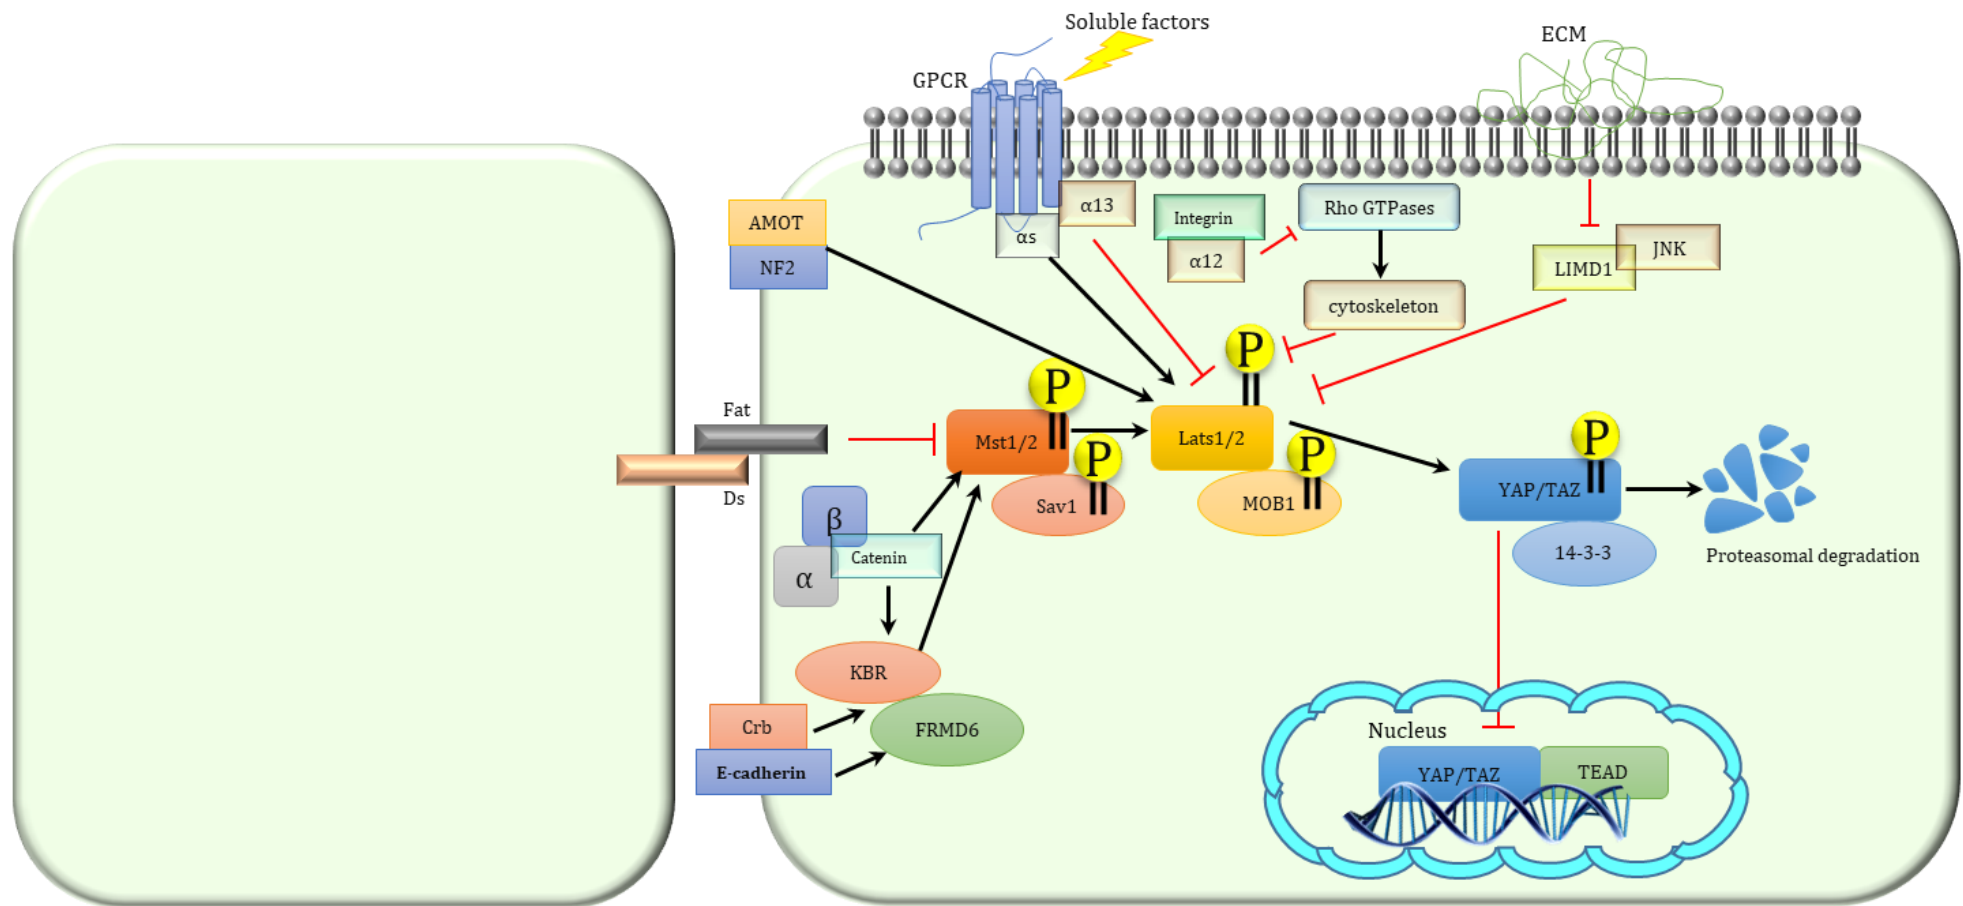 Soluble factors
ECM
GPCR
α13
αs
Integrin
α12
Rho GTPases
cytoskeleton
JNK
LIMD1
AMOT
NF2
P
P
P
P
P
Fat
Ds
Mst1/2
Sav1
Lats1/2
MOB1
YAP/TAZ
14-3-3
Proteasomal degradation
β
α
Catenin
KBR
FRMD6
Crb
E-cadherin
Nucleus
YAP/TAZ
TEAD